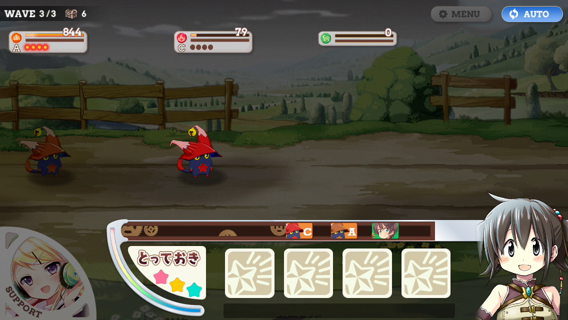 WAVE 3/3 6
MENU
AUTO
844
A
79
C
0
C
A
とっておき
SUPPORT